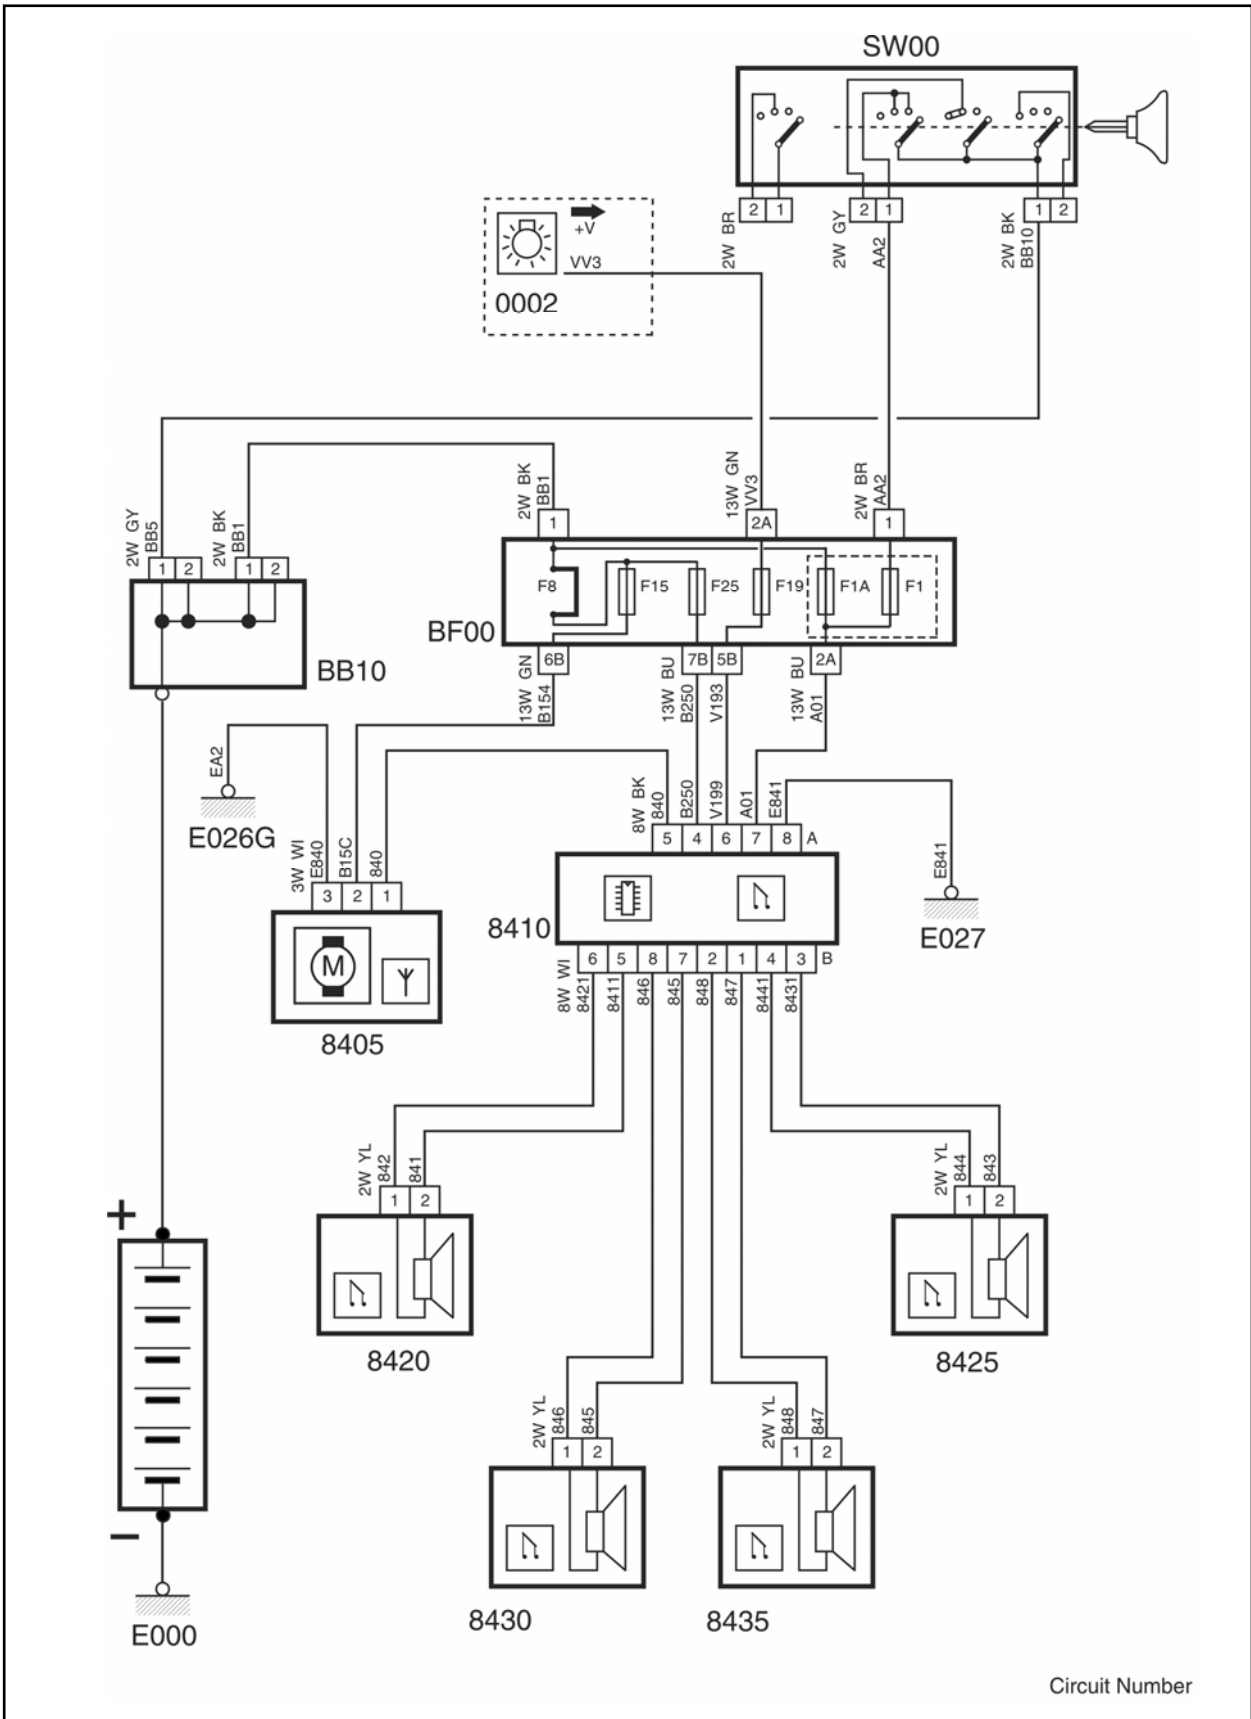 SW00
2 1
2 1
1 2
2W BR
2W GY
AA2
2W BK
BB10
+V
VV3
0002
2W GY
BB5
2W BK
BB1
2W BK
BB1
13W GN
VV3
2W BR
AA2
1 2
1 2
1
2A
1
F8
F15
F25
F19
F1A
F1
BF00
BB10
6B
7B 5B
2A
13W GN
B154
13W BU
B250
V193
13W BU
A01
EA2
E026G
8W BK
840
B250
V199
A01
E841
5 4 6 7 8 A
3W WI
E840
B15C
840
3 2 1
E841
E027
8410
M
8405
6 5 8 7 2 1 4 3 B
8W WI
8421
8411
846
845
848
847
8441
8431
2W YL
842
841
1 2
2W YL
844
843
1 2
+
8420
8425
2W YL
846
845
1 2
2W YL
848
847
1 2
−
8430
8435
E000
Circuit Number